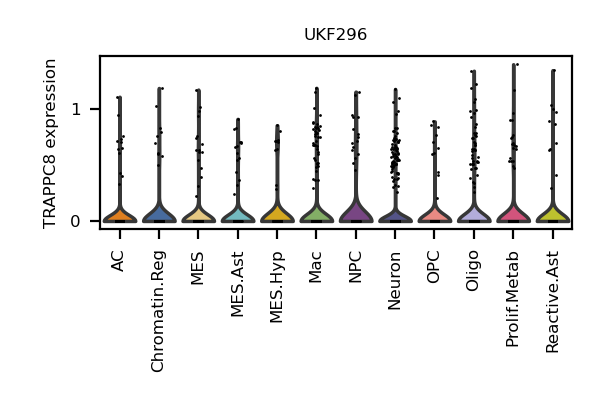 UKF296
TRAPPC8 expression
1
0
AC
Chromatin.Reg
MES
MES.Ast
MES.Hyp
Mac
NPC
Neuron
OPC
Oligo
Prolif.Metab
Reactive.Ast